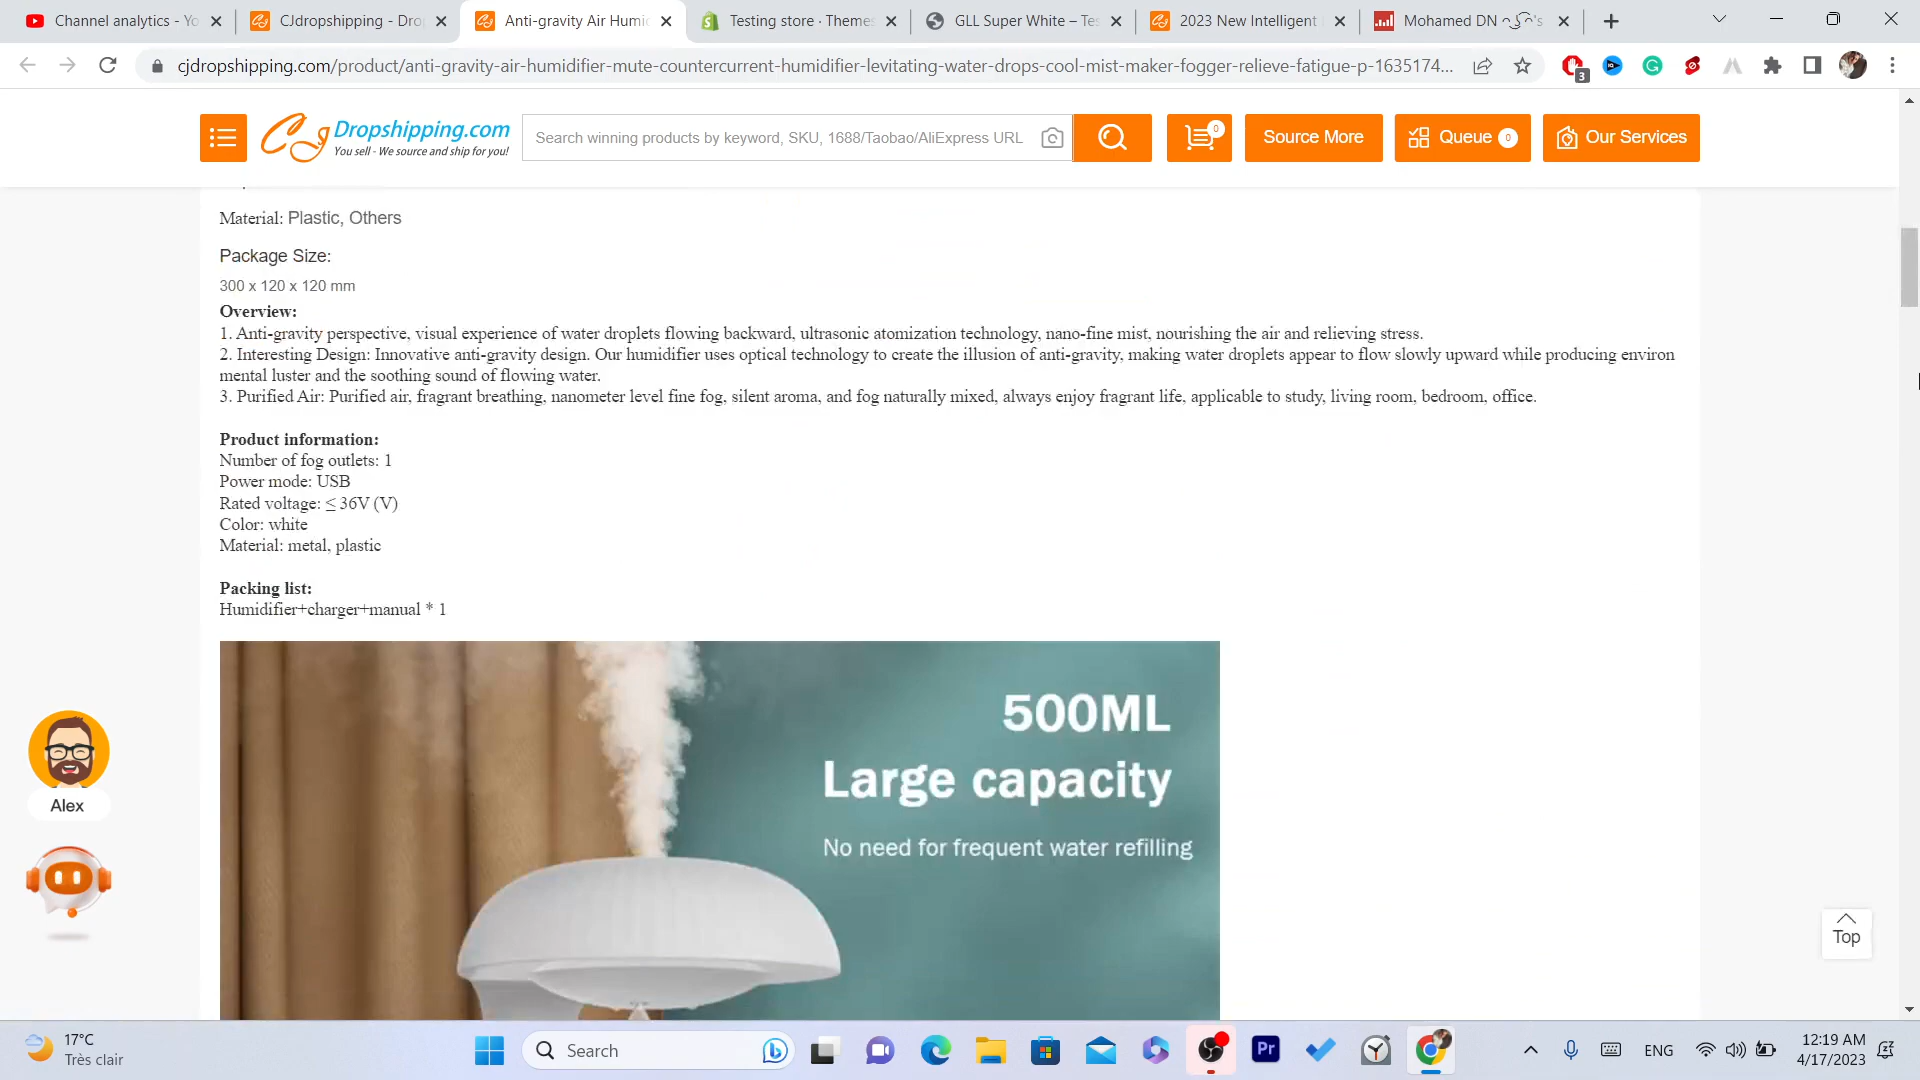 Channel analytics - Yo
CJdropshipping - Dro
Anti-gravity Air Humi
Testing store · Themes
GLL Super White – Te
2023 New Intelligent
Mohamed DN
cjdropshipping.com/product/anti-gravity-air-humidifier-mute-countercurrent-humidifier-levitating-water-drops-cool-mist-maker-fogger-relieve-fatigue-p-1635174...
3
CJ Dropshipping.com
You sell - We source and ship for you!
Search winning products by keyword, SKU, 1688/Taobao/AliExpress URL
0
Source More
Queue 0
Our Services
Material: Plastic, Others
Package Size:
300 x 120 x 120 mm
Overview:
1. Anti-gravity perspective, visual experience of water droplets flowing backward, ultrasonic atomization technology, nano-fine mist, nourishing the air and relieving stress.
2. Interesting Design: Innovative anti-gravity design. Our humidifier uses optical technology to create the illusion of anti-gravity, making water droplets appear to flow slowly upward while producing environ
mental luster and the soothing sound of flowing water.
3. Purified Air: Purified air, fragrant breathing, nanometer level fine fog, silent aroma, and fog naturally mixed, always enjoy fragrant life, applicable to study, living room, bedroom, office.
Product information:
Number of fog outlets: 1
Power mode: USB
Rated voltage: ≤ 36V (V)
Color: white
Material: metal, plastic
Packing list:
Humidifier+charger+manual * 1
500ML
Large capacity
No need for frequent water refilling
Alex
Top
17°C
Très clair
Search
Pr
ENG
12:19 AM
4/17/2023